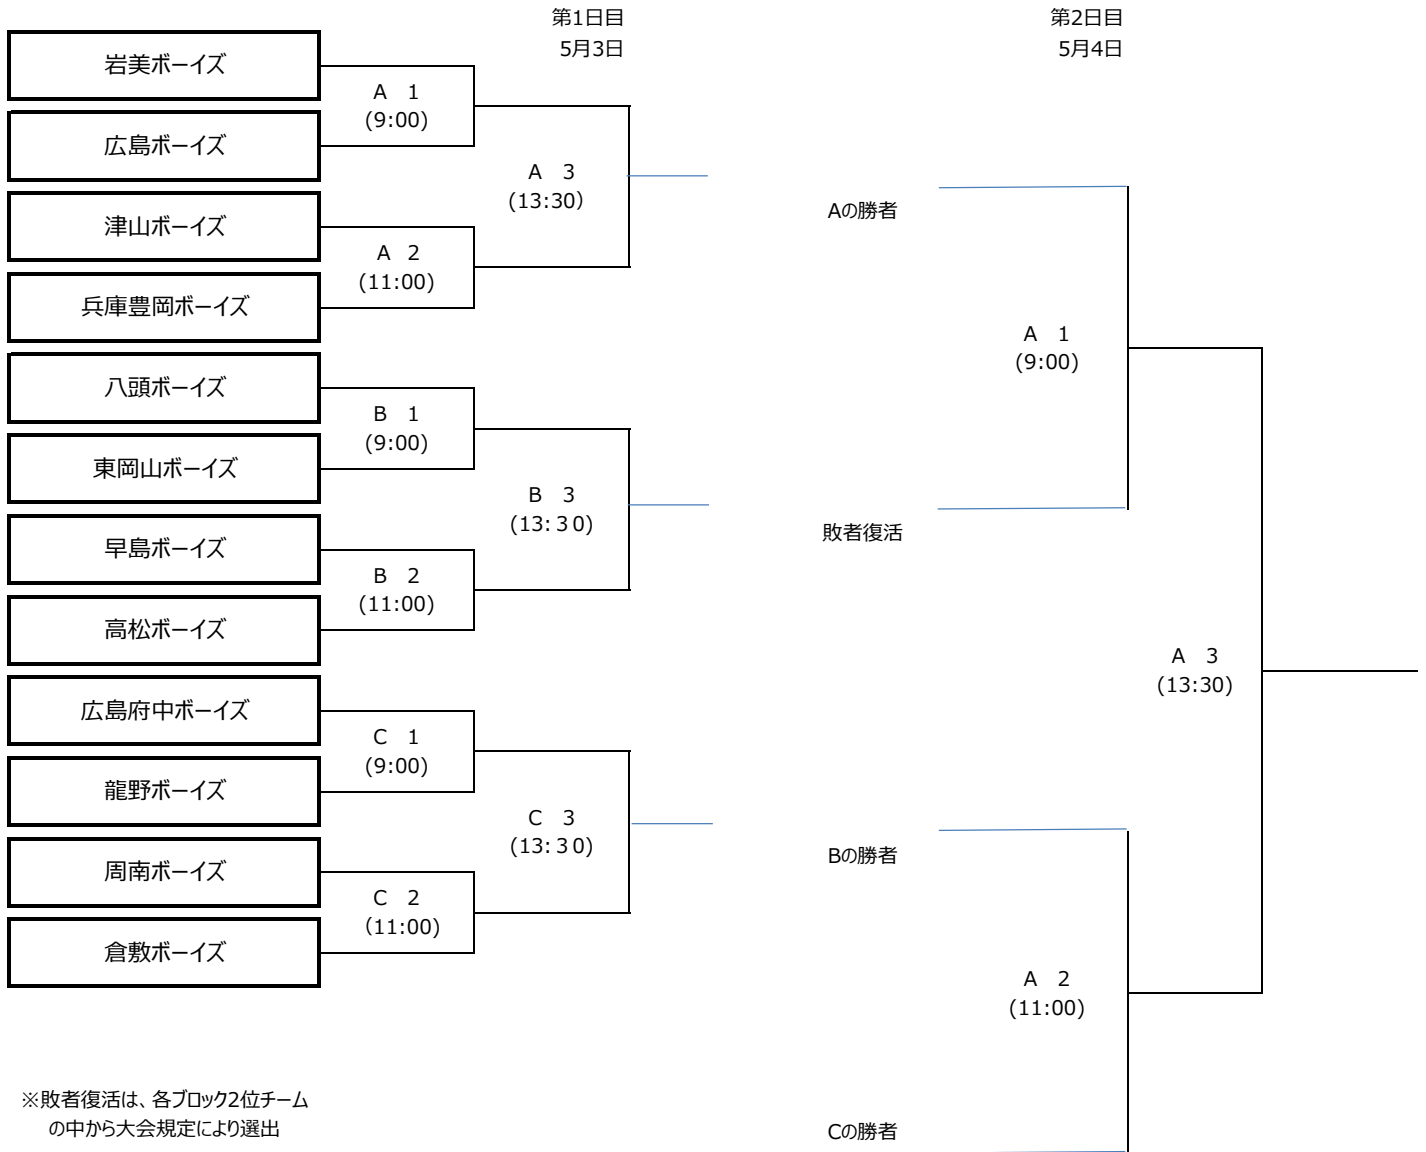 第1日目
5月3日
第2日目
5月4日
岩美ボーイズ
広島ボーイズ
津山ボーイズ
兵庫豊岡ボーイズ
八頭ボーイズ
東岡山ボーイズ
早島ボーイズ
高松ボーイズ
広島府中ボーイズ
龍野ボーイズ
周南ボーイズ
倉敷ボーイズ
A 1
(9:00)
A 2
(11:00)
B 1
(9:00)
B 2
(11:00)
C 1
(9:00)
C 2
(11:00)
A 3
(13:30)
B 3
(13:３0)
C 3
(13:３0)
Aの勝者
敗者復活
Bの勝者
Cの勝者
A 1
(9:00)
A 2
(11:00)
A 3
(13:30)
※敗者復活は、各ブロック2位チーム
の中から大会規定により選出